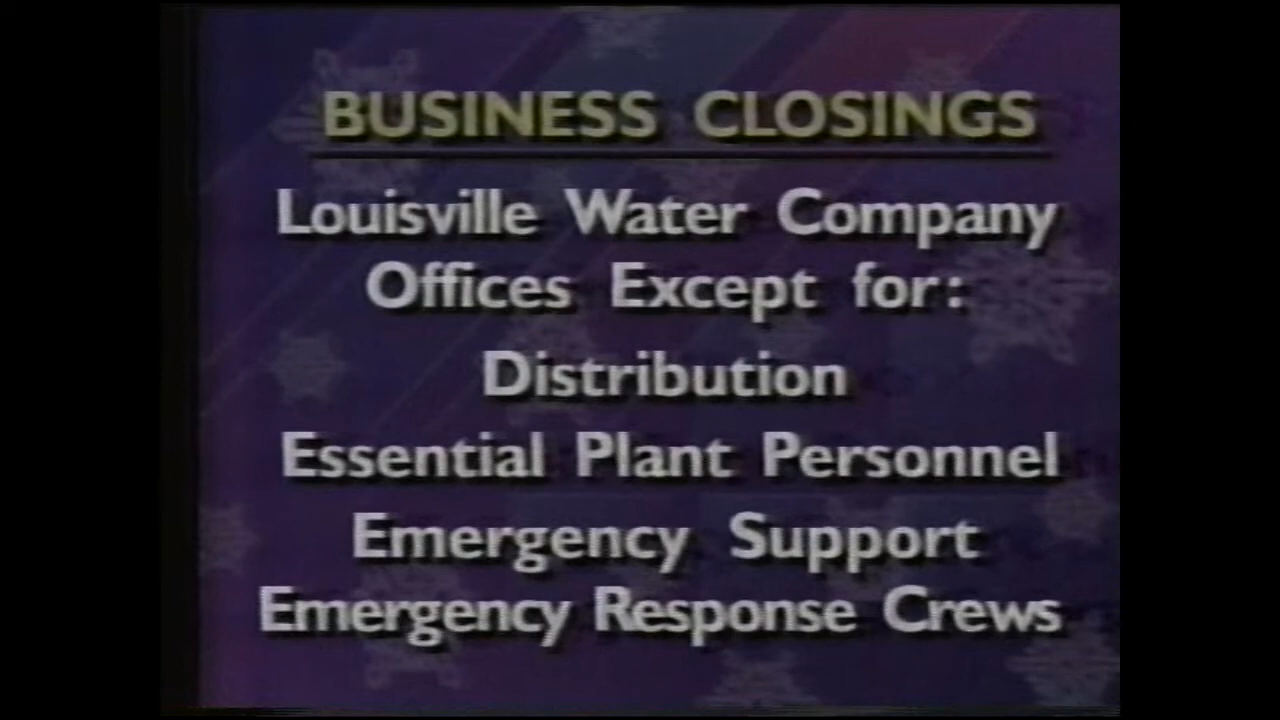 BUSINESS CLOSINGS
Louisville Water Company
Offices Except for:
Distribution
Essential Plant Personnel
Emergency Support
Emergency Response Crews